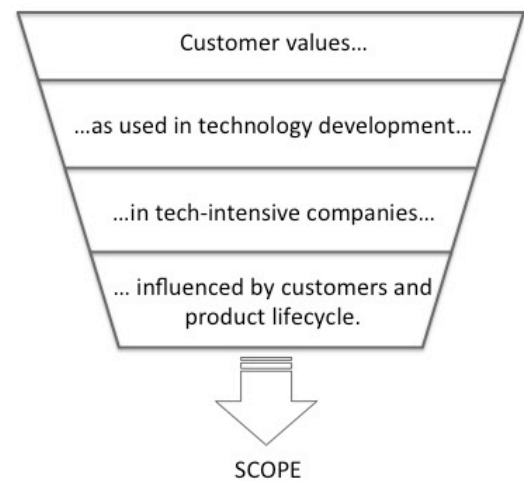 Customer values…
…as used in technology development…
…in tech-intensive companies…
… influenced by customers and
product lifecycle.
SCOPE